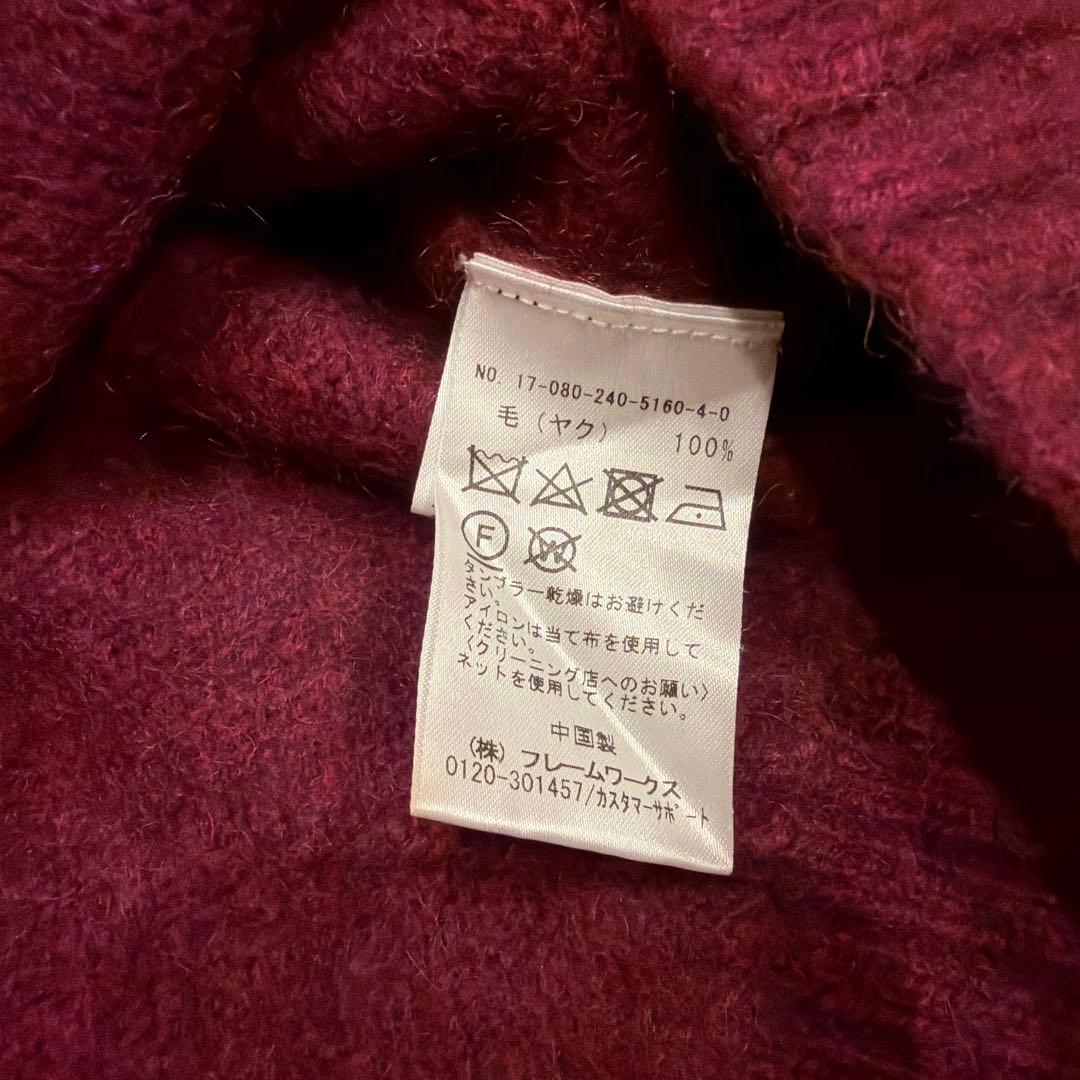 NO. 17-080-240-5160-4-0
毛（ヤク） 100%
F W
タンブラー乾燥はお避けくだ
さい。
アイロンは当て布を使用して
ください。
〈クリーニング店へのお願い〉
ネットを使用してください。
中国製
（株）フレームワークス
0120-301457/カスタマーサポート